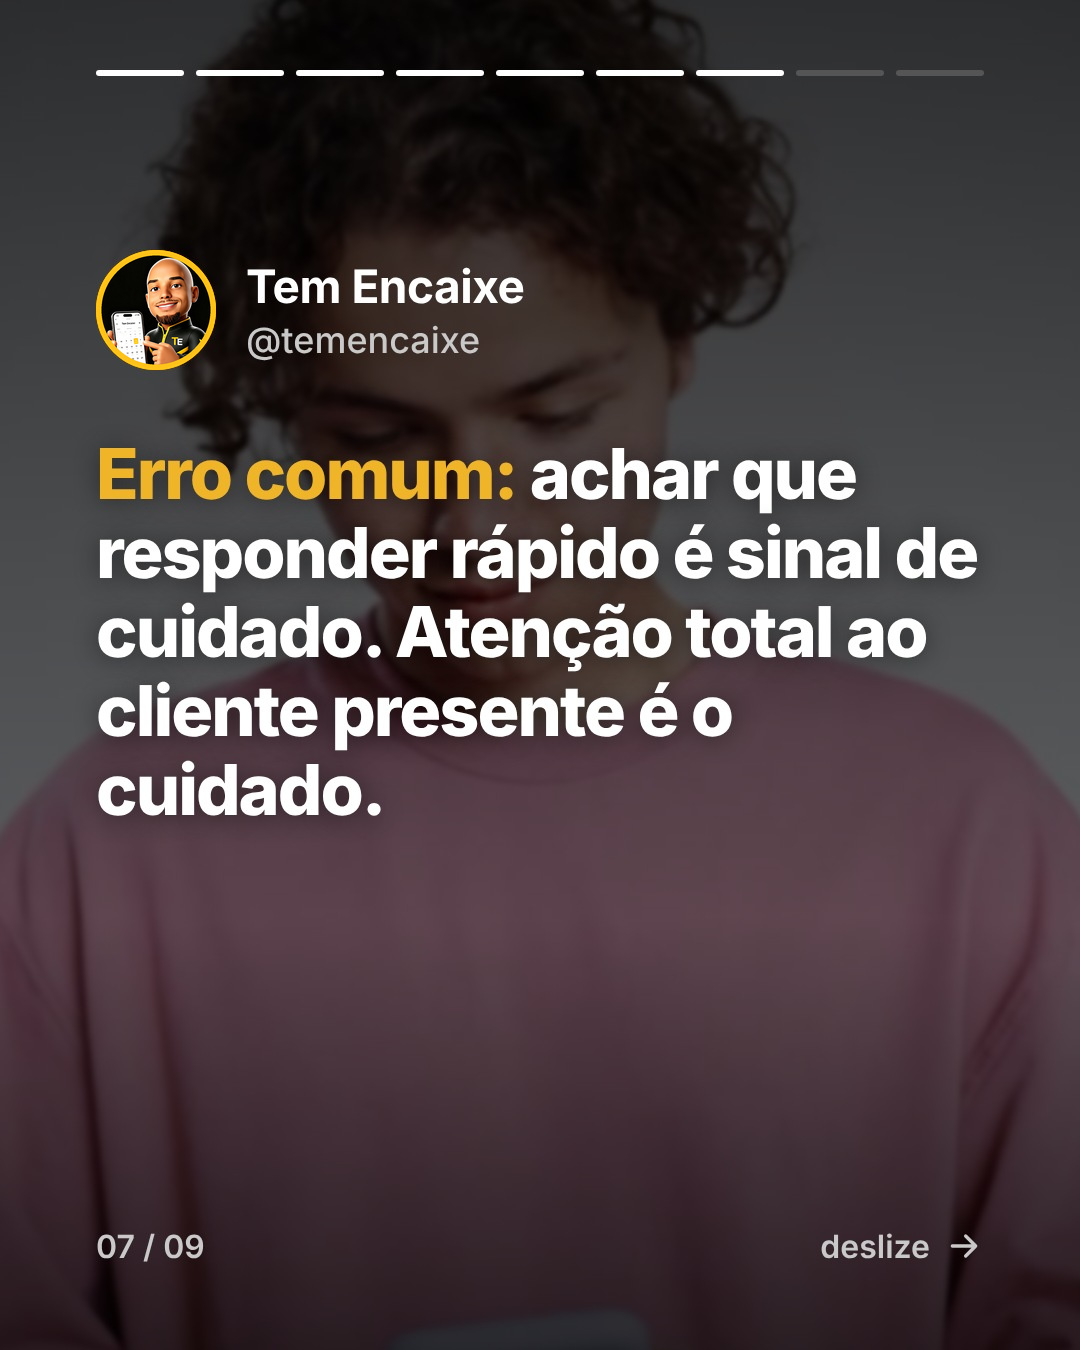 Tem Encaixe
@temencaixe
Erro comum: achar que
responder rápido é sinal de
cuidado. Atenção total ao
cliente presente é o
cuidado.
07 / 09
deslize →